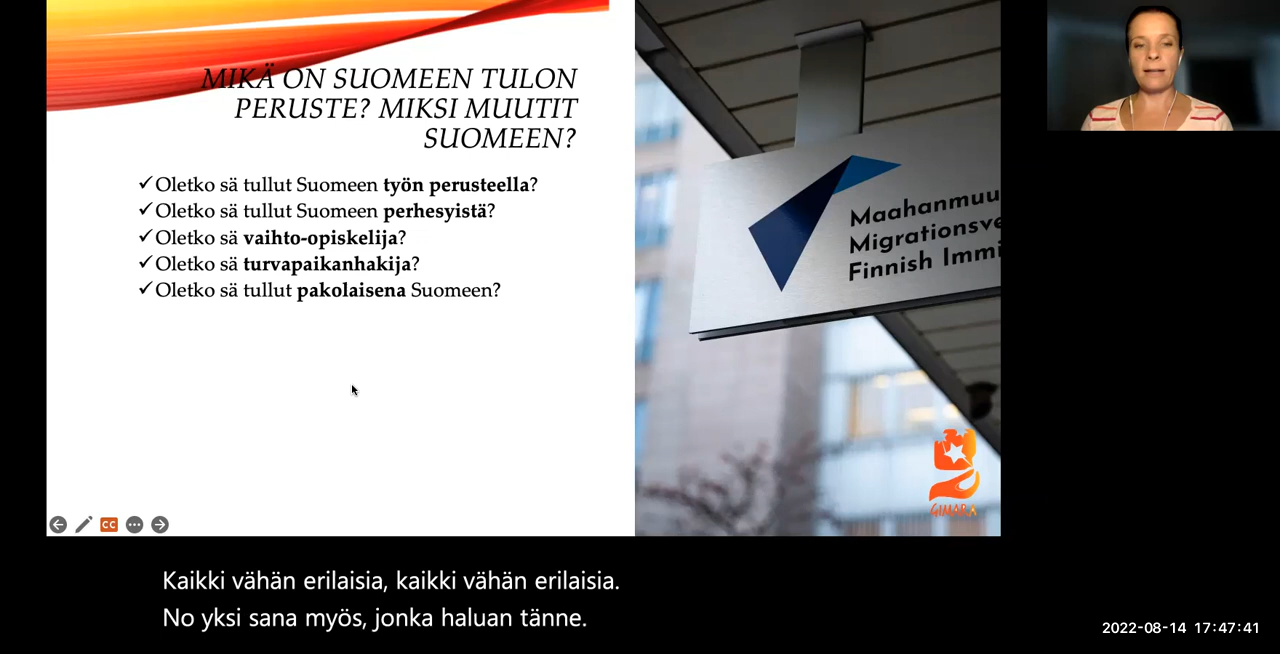 MIKÄ ON SUOMEEN TULON
PERUSTE? MIKSI MUUTIT
SUOMEEN?
✓Oletko sä tullut Suomeen työn perusteella?
✓Oletko sä tullut Suomeen perhesyistä?
✓Oletko sä vaihto-opiskelija?
✓Oletko sä turvapaikanhakija?
✓Oletko sä tullut pakolaisena Suomeen?
Maahanmuu
Migrationsve
Finnish Immi
GIMARA
CC
Kaikki vähän erilaisia, kaikki vähän erilaisia.
No yksi sana myös, jonka haluan tänne.
2022-08-14 17:47:41